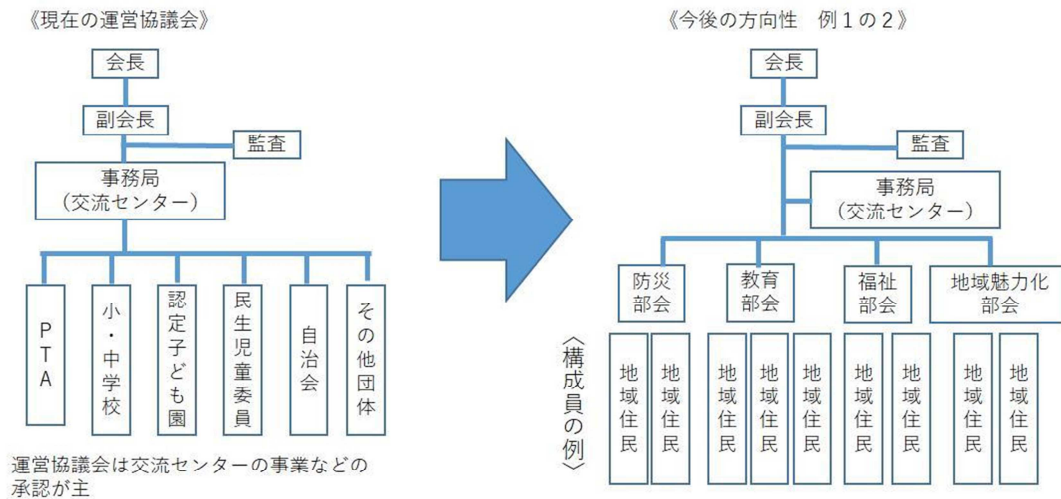 《現在の運営協議会》
会長
副会長
監査
事務局
（交流センター）
PTA
小・中学校
認定子ども園
民生児童委員
自治会
その他団体
運営協議会は交流センターの事業などの
承認が主
《今後の方向性　例１の２》
会長
副会長
監査
事務局
（交流センター）
防災
部会
教育
部会
福祉
部会
地域魅力化
部会
〈構成員の例〉
地域住民
地域住民
地域住民
地域住民
地域住民
地域住民
地域住民
地域住民
地域住民